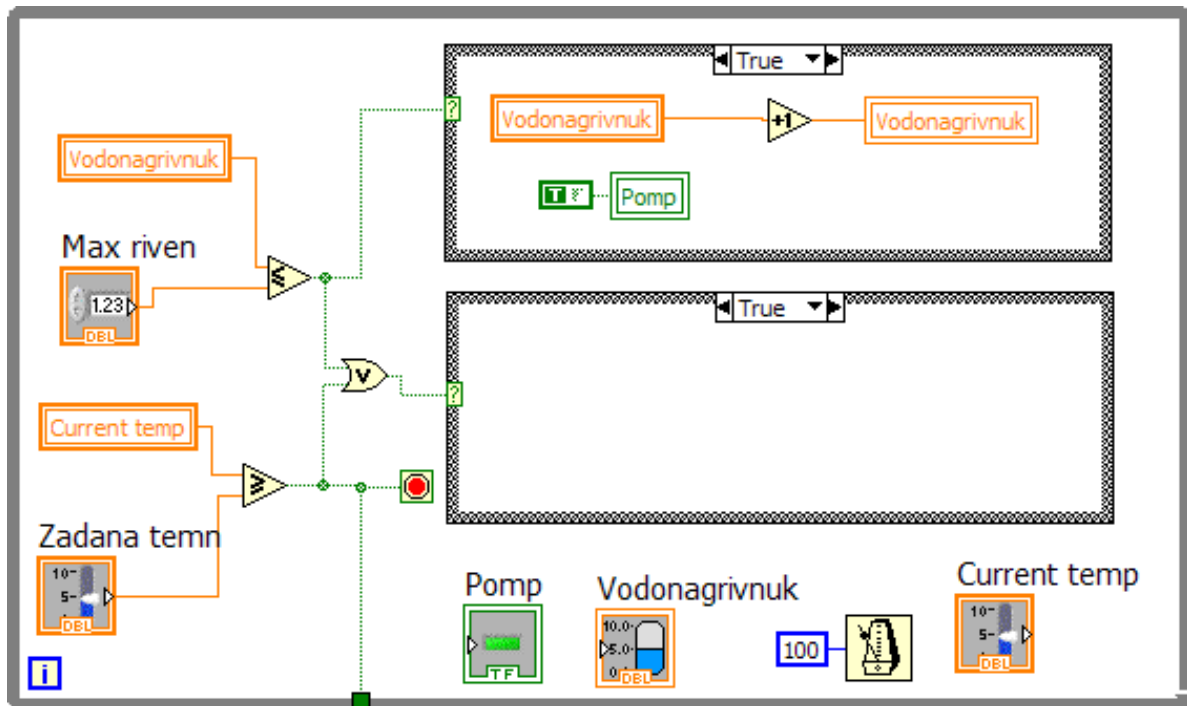 True
Vodonagrivnuk
+1
Vodonagrivnuk
Vodonagrivnuk
T
Pomp
Max riven
1.23
DBL
≤
True
V
Current temp
≥
Zadana temn
10-
5-
DBL
Pomp
TF
Vodonagrivnuk
10.0-
5.0-
0
DBL
100
Current temp
10-
5-
DBL
i
?
?